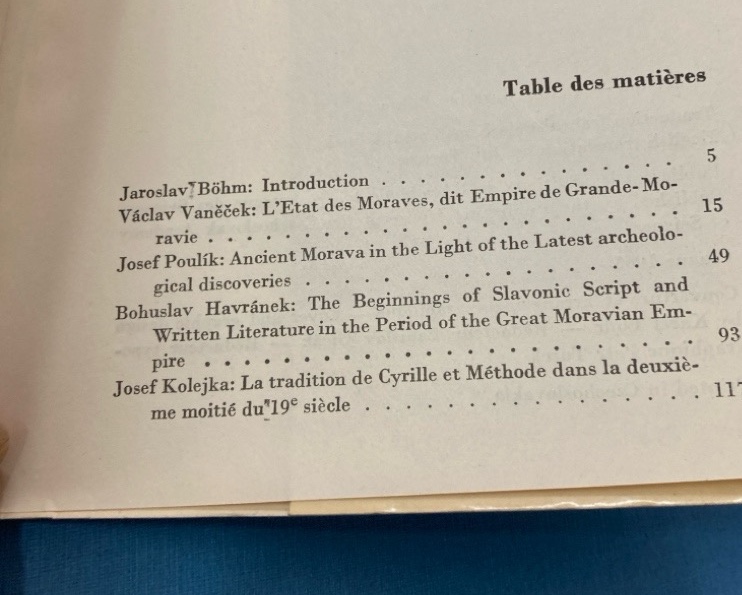 Table des matières
Jaroslav Böhm: Introduction . . . . . . . . . . . . . . . 5
Václav Vaněček: L'Etat des Moraves, dit Empire de Grande-Mo-
ravie . . . . . . . . . . . . . . . . . . . . . . . 15
Josef Poulík: Ancient Morava in the Light of the Latest archeolo-
gical discoveries . . . . . . . . . . . . . . . . . . 49
Bohuslav Havránek: The Beginnings of Slavonic Script and
Written Literature in the Period of the Great Moravian Em-
pire . . . . . . . . . . . . . . . . . . . . . . . . 93
Josef Kolejka: La tradition de Cyrille et Méthode dans la deuxiè-
me moitié du 19e siècle . . . . . . . . . . . . . . . 117